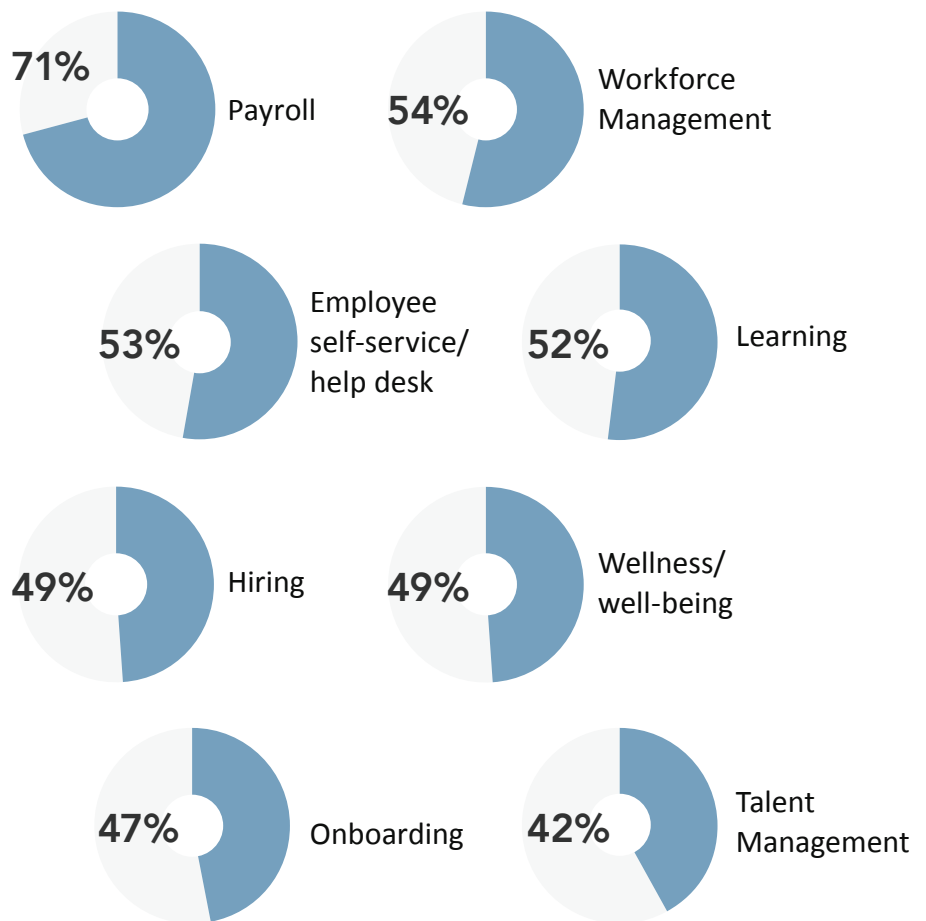 71%
Payroll
54%
Workforce
Management
53%
Employee
self-service/
help desk
52%
Learning
49%
Hiring
49%
Wellness/
well-being
47%
Onboarding
42%
Talent
Management